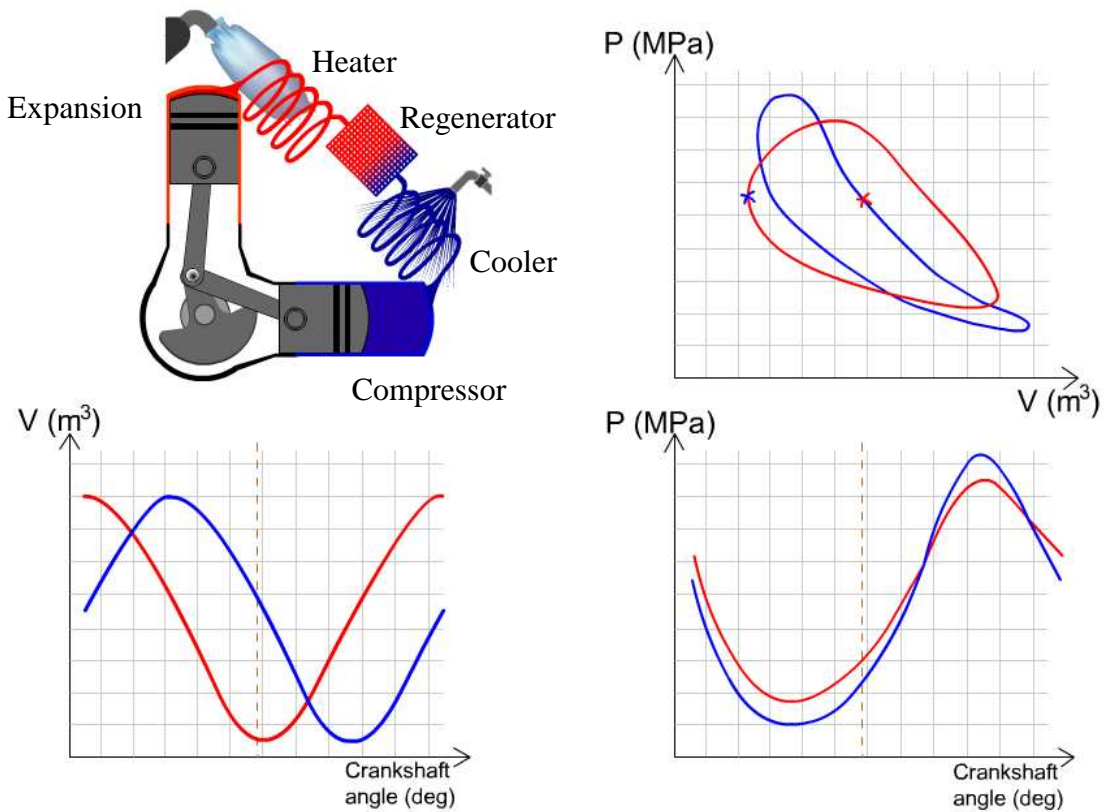 Expansion
Heater
Regenerator
Cooler
Compressor
P (MPa)
V (m³)
V (m³)
Crankshaft
angle (deg)
P (MPa)
Crankshaft
angle (deg)